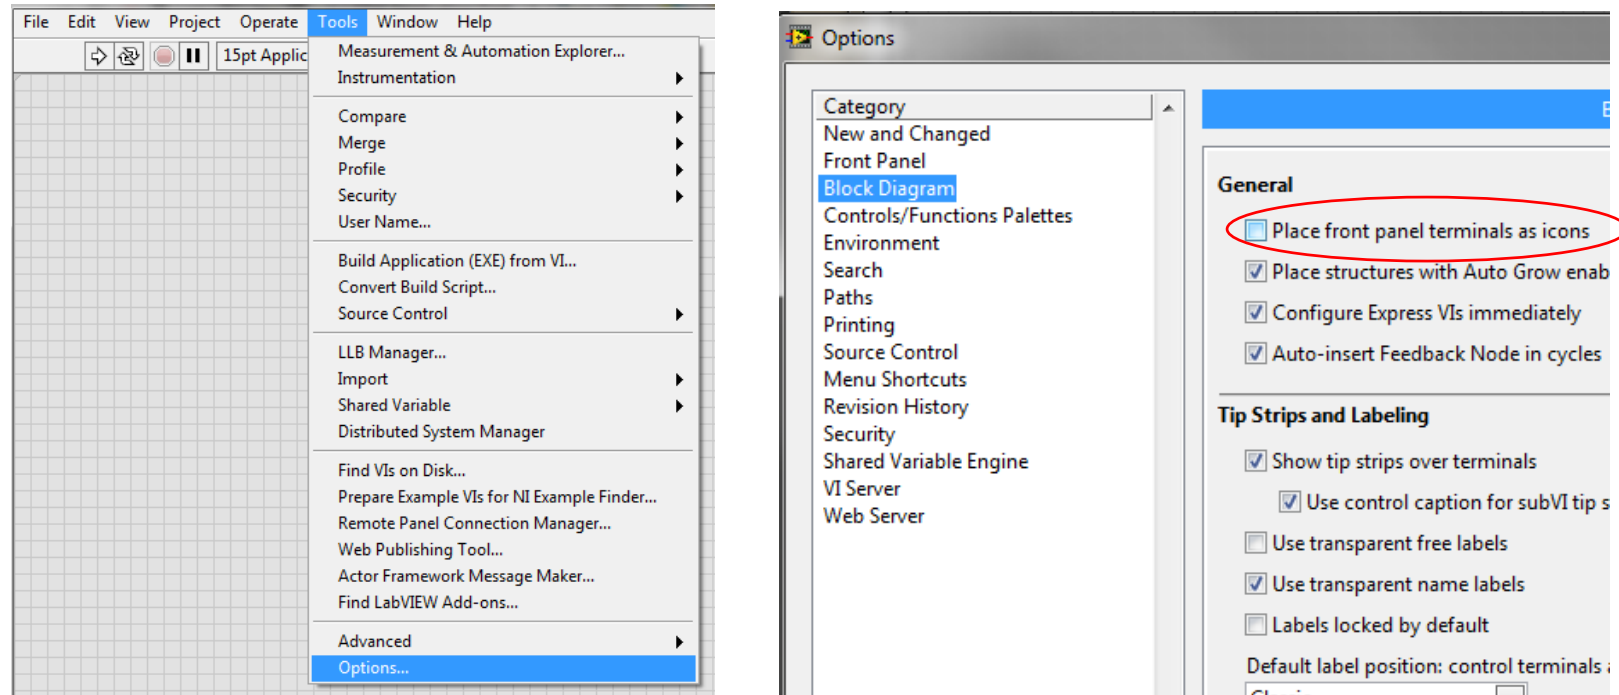 File Edit View Project Operate Tools Window Help
15pt Applic
Measurement & Automation Explorer...
Instrumentation
Compare
Merge
Profile
Security
User Name...
Build Application (EXE) from VI...
Convert Build Script...
Source Control
LLB Manager...
Import
Shared Variable
Distributed System Manager
Find VIs on Disk...
Prepare Example VIs for NI Example Finder...
Remote Panel Connection Manager...
Web Publishing Tool...
Actor Framework Message Maker...
Find LabVIEW Add-ons...
Advanced
Options...
Options
Category
New and Changed
Front Panel
Block Diagram
Controls/Functions Palettes
Environment
Search
Paths
Printing
Source Control
Menu Shortcuts
Revision History
Security
Shared Variable Engine
VI Server
Web Server
General
Place front panel terminals as icons
Place structures with Auto Grow enab
Configure Express VIs immediately
Auto-insert Feedback Node in cycles
Tip Strips and Labeling
Show tip strips over terminals
Use control caption for subVI tip s
Use transparent free labels
Use transparent name labels
Labels locked by default
Default label position: control terminals